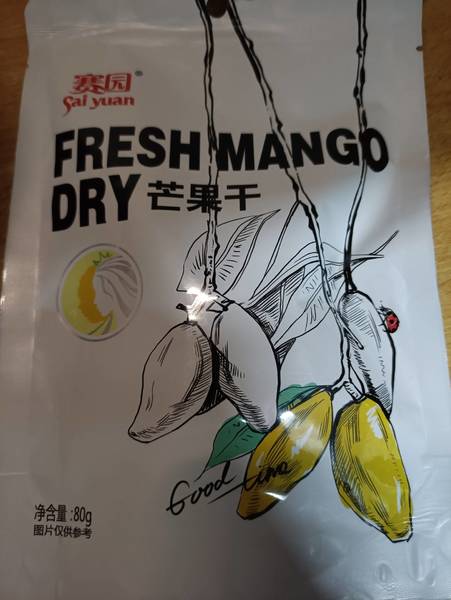 赛园®
Sai yuan
FRESH MANGO
DRY 芒果干
Good
净含量:80g
图片仅供参考